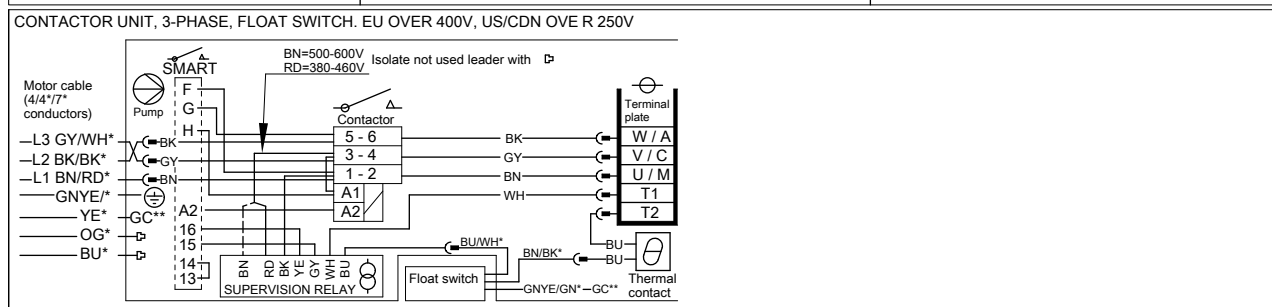 CONTACTOR UNIT, 3-PHASE, FLOAT SWITCH. EU OVER 400V, US/CDN OVE R 250V
BN=500-600V
RD=380-460V
Isolate not used leader with
SMART
Motor cable
(4/4*/7*
conductors)
Pump
F
G
H
Contactor
Terminal
plate
L3 GY/WH*
BK
5 - 6
BK
W / A
L2 BK/BK*
GY
3 - 4
GY
V / C
L1 BN/RD*
BN
1 - 2
BN
U / M
GNYE/*
A1
WH
T1
YE*
GC**
A2
A2
T2
OG*
16
BU*
15
14
13
BN
RD
BK
YE
GY
WH
BU
SUPERVISION RELAY
BU/WH*
BN/BK*
BU
BU
Float switch
GNYE/GN*
GC**
Thermal
contact